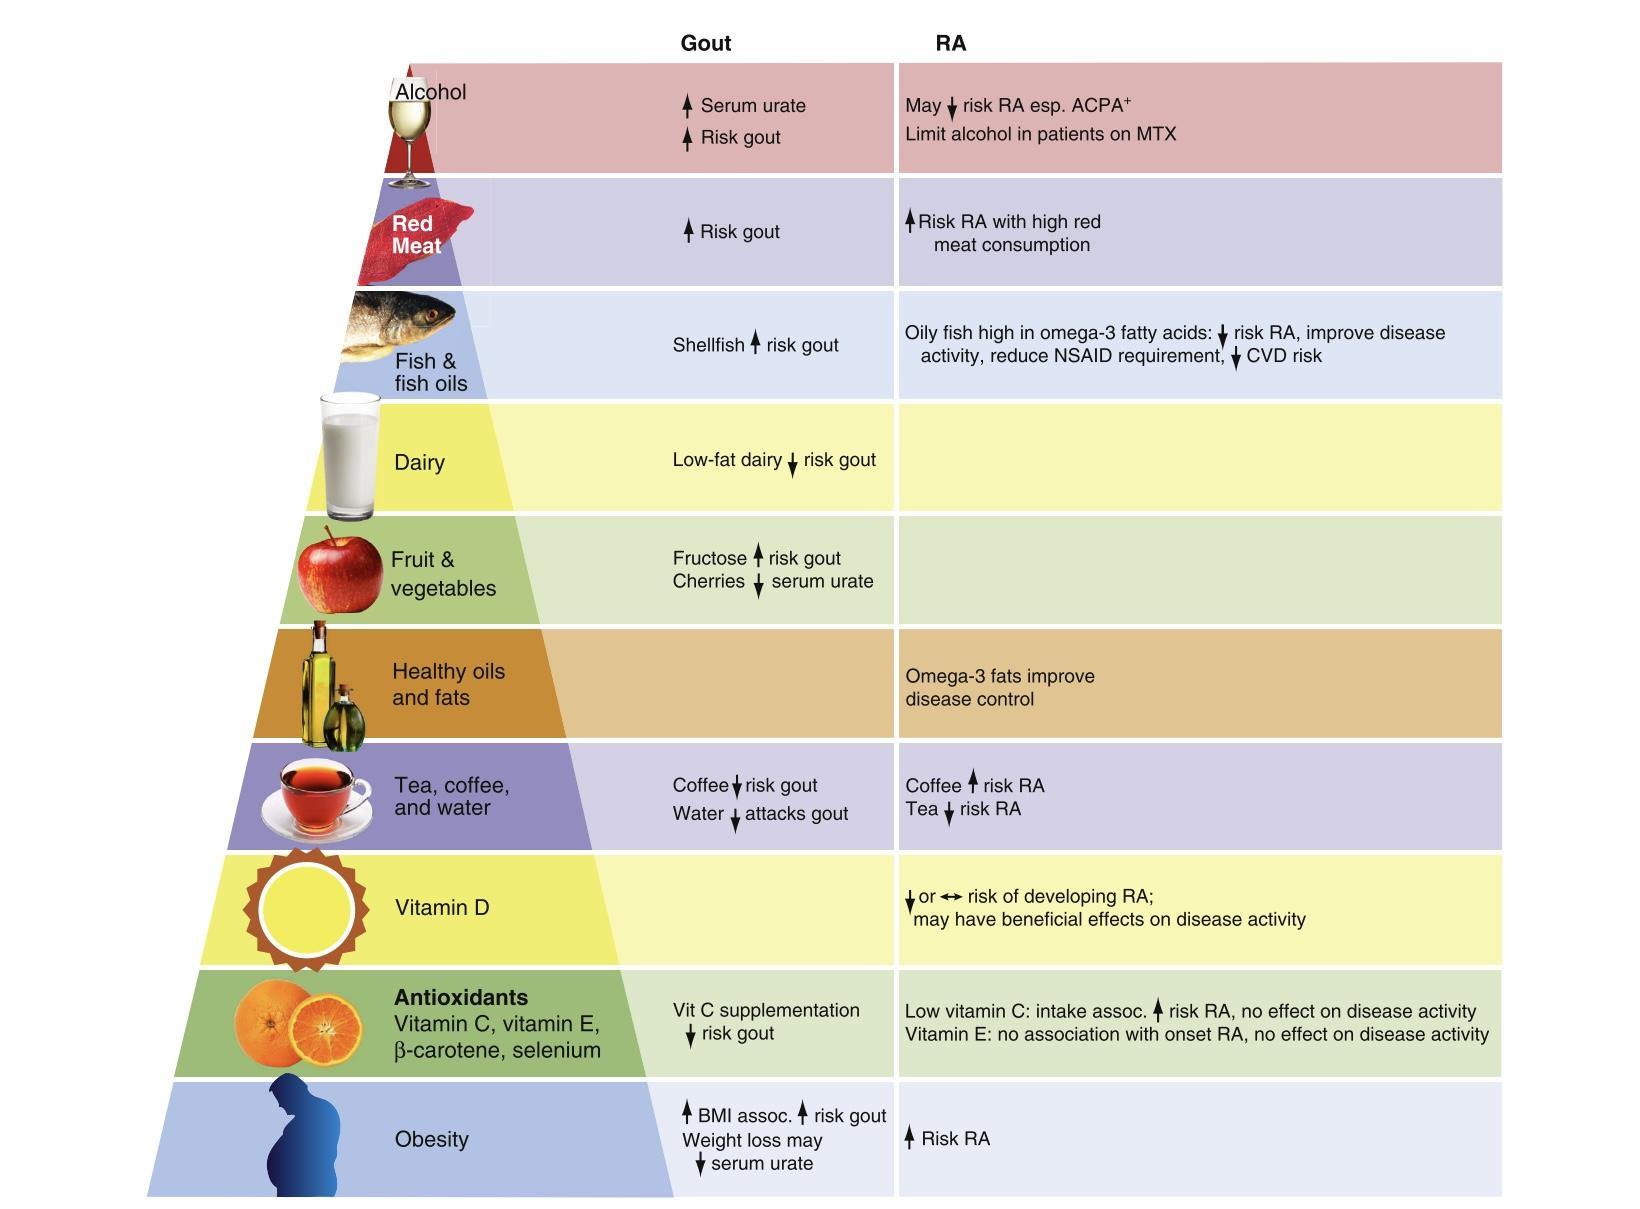 Gout RA
Alcohol
↑ Serum urate
↑ Risk gout
May ↓ risk RA esp. ACPA⁺
Limit alcohol in patients on MTX
Red
Meat
↑ Risk gout
↑ Risk RA with high red
meat consumption
Fish &
fish oils
Shellfish ↑ risk gout
Oily fish high in omega-3 fatty acids: ↓ risk RA, improve disease
activity, reduce NSAID requirement, ↓ CVD risk
Dairy
Low-fat dairy ↓ risk gout
Fruit &
vegetables
Fructose ↑ risk gout
Cherries ↓ serum urate
Healthy oils
and fats
Omega-3 fats improve
disease control
Tea, coffee,
and water
Coffee ↓ risk gout
Water ↓ attacks gout
Coffee ↑ risk RA
Tea ↓ risk RA
Vitamin D
↓ or ↔ risk of developing RA;
may have beneficial effects on disease activity
Antioxidants
Vitamin C, vitamin E,
β-carotene, selenium
Vit C supplementation
↓ risk gout
Low vitamin C: intake assoc. ↑ risk RA, no effect on disease activity
Vitamin E: no association with onset RA, no effect on disease activity
Obesity
↑ BMI assoc. ↑ risk gout
Weight loss may
↓ serum urate
↑ Risk RA